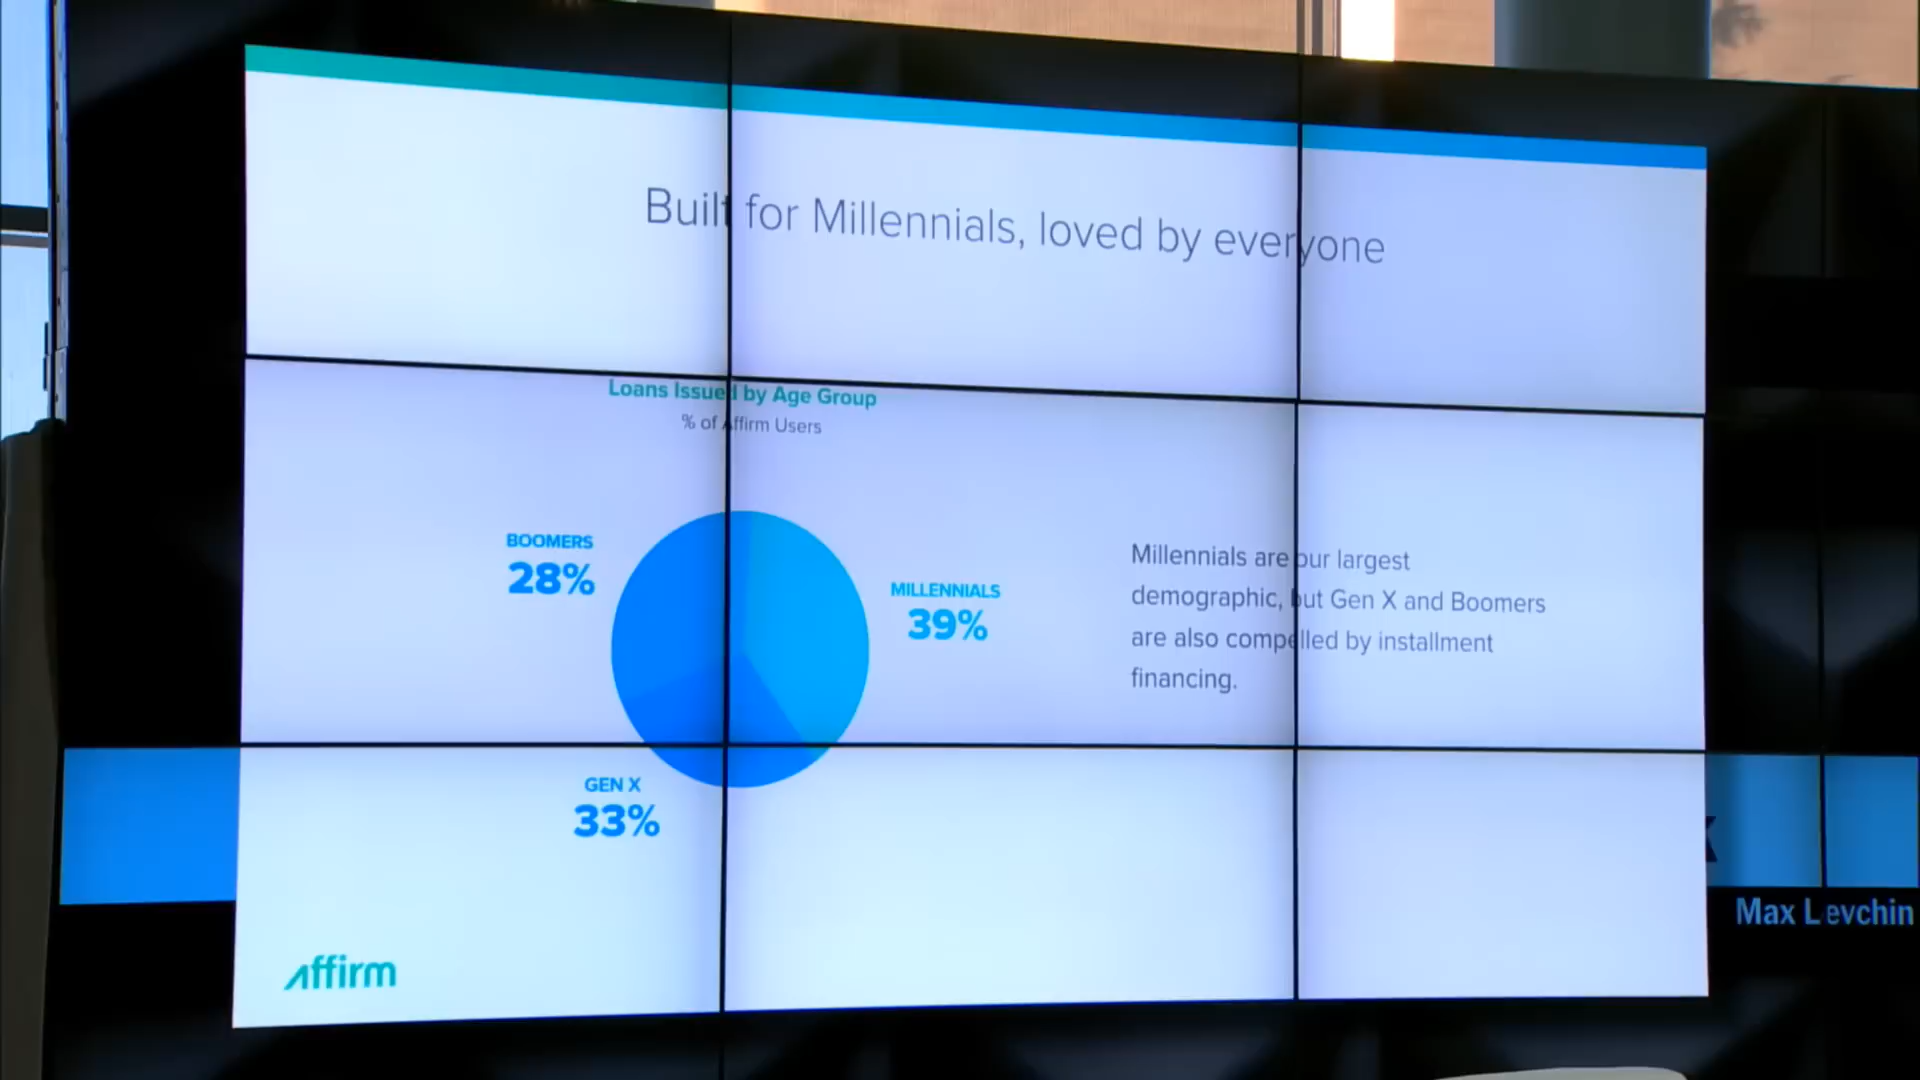 Built for Millennials, loved by everyone
Loans Issued by Age Group
% of Affirm Users
BOOMERS
28%
MILLENNIALS
39%
GEN X
33%
Millennials are our largest
demographic, but Gen X and Boomers
are also compelled by installment
financing.
affirm
Max Levchin